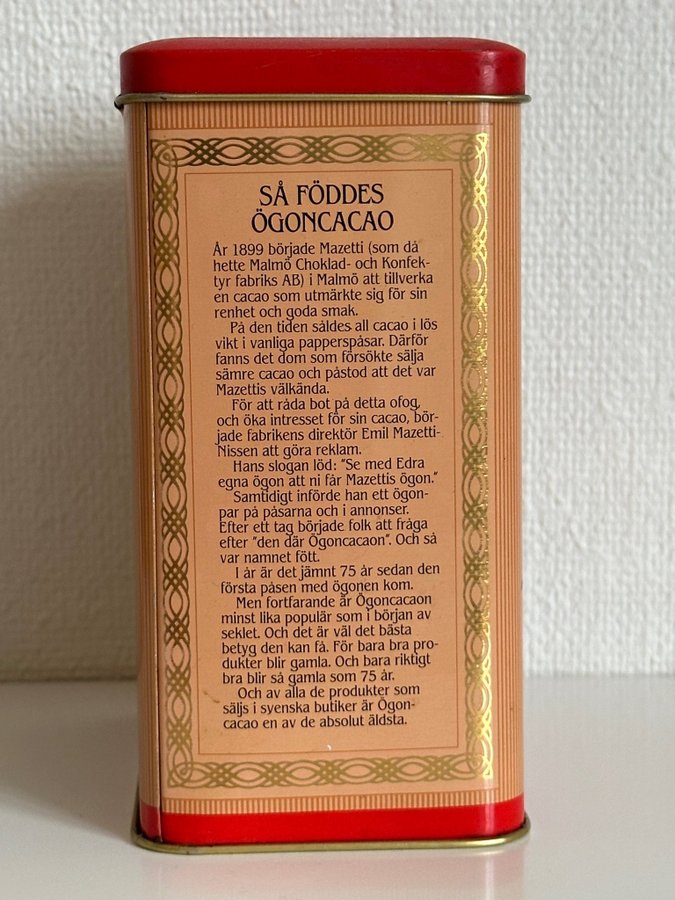 SÅ FÖDDES
ÖGONCACAO
År 1899 började Mazetti (som då
hette Malmö Choklad- och Konfek-
tyr fabriks AB) i Malmö att tillverka
en cacao som utmärkte sig för sin
renhet och goda smak.
På den tiden såldes all cacao i lös
vikt i vanliga papperspåsar. Därför
fanns det dom som försökte sälja
sämre cacao och påstod att det var
Mazettis välkända.
För att råda bot på detta ofog,
och öka intresset för sin cacao, bör-
jade fabrikens direktör Emil Mazetti-
Nissen att göra reklam.
Hans slogan löd: "Se med Edra
egna ögon att ni får Mazettis ögon."
Samtidigt införde han ett ögon-
par på påsarna och i annonser.
Efter ett tag började folk att fråga
efter "den där Ögoncacaon". Och så
var namnet fött.
I år är det jämnt 75 år sedan den
första påsen med ögonen kom.
Men fortfarande är Ögoncacaon
minst lika populär som i början av
seklet. Och det är väl det bästa
betyg den kan få. För bara bra pro-
dukter blir gamla. Och bara riktigt
bra blir så gamla som 75 år.
Och av alla de produkter som
säljs i svenska butiker är Ögon-
cacao en av de absolut äldsta.